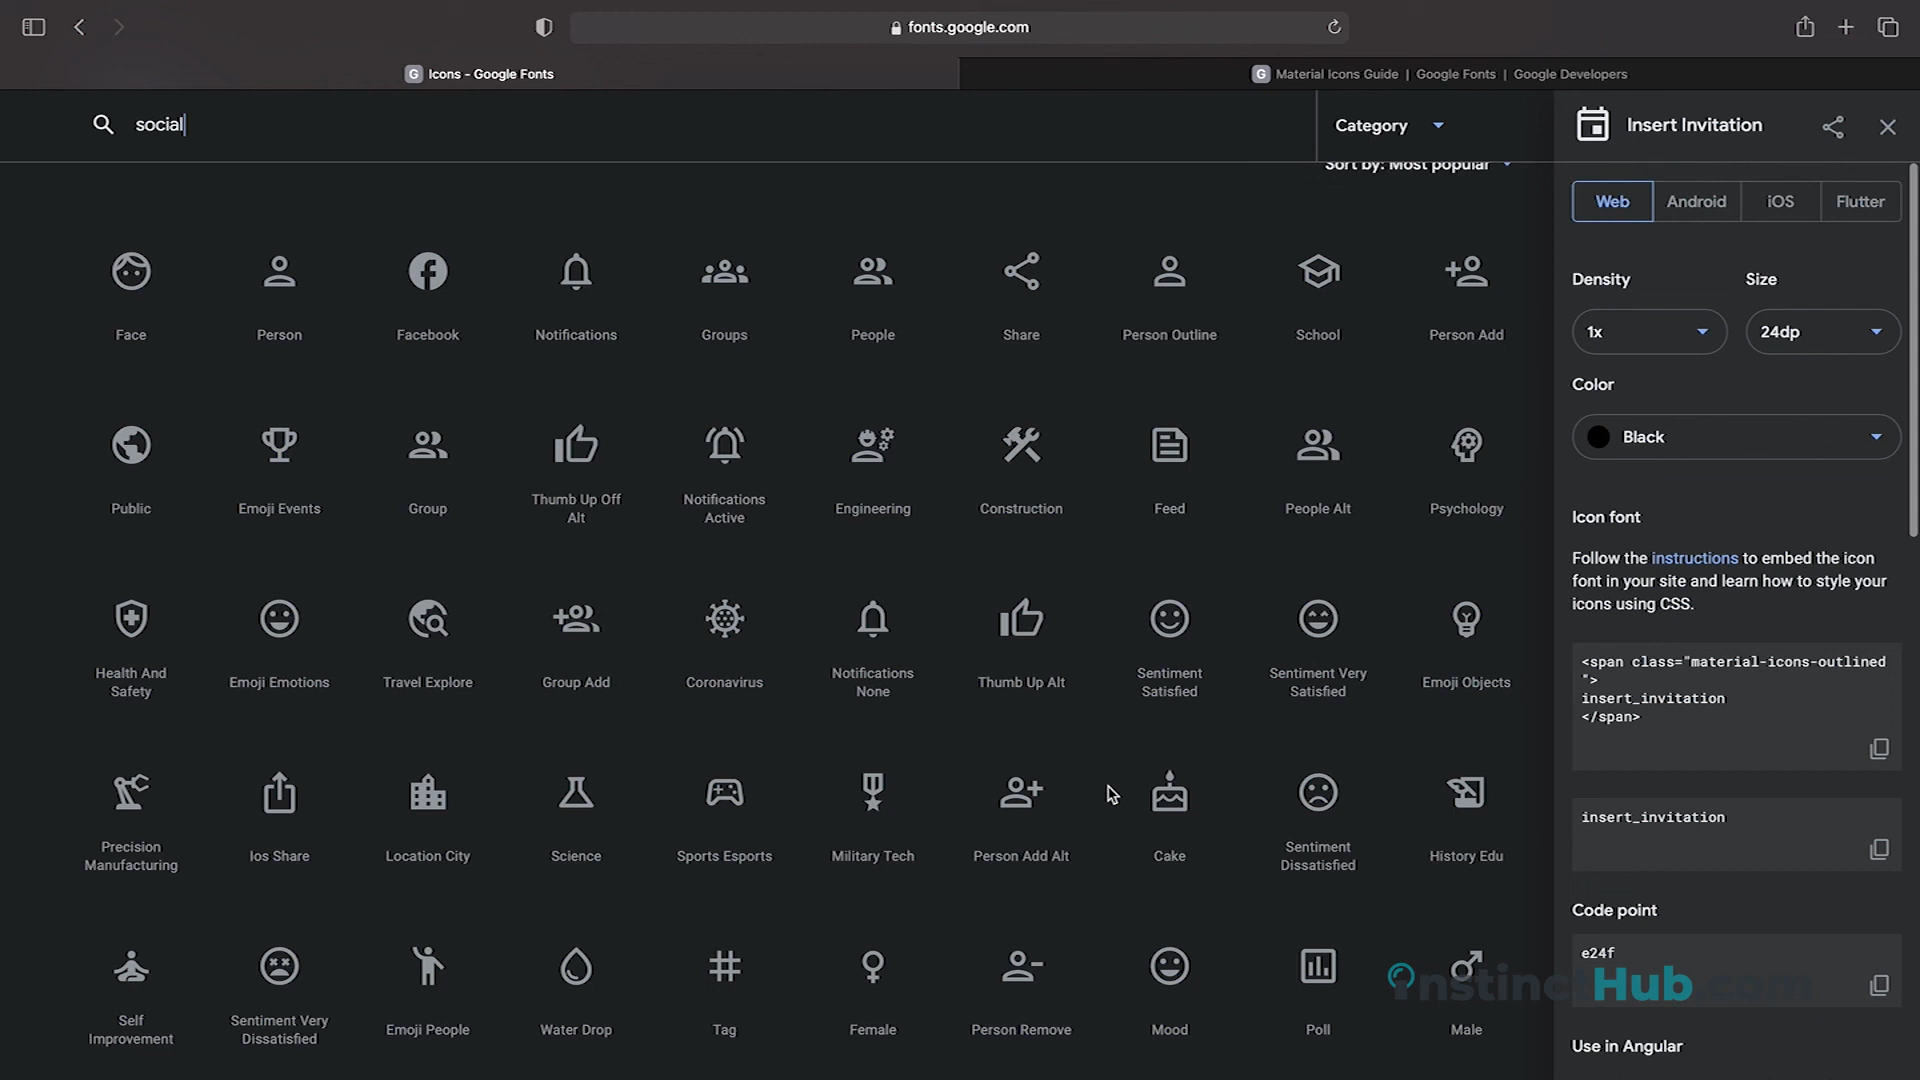 fonts.google.com
G Icons - Google Fonts
G Material Icons Guide | Google Fonts | Google Developers
social
Category
Sort by: Most popular
Face
Person
Facebook
Notifications
Groups
People
Share
Person Outline
School
Person Add
Public
Emoji Events
Group
Thumb Up Off
Alt
Notifications
Active
Engineering
Construction
Feed
People Alt
Psychology
Health And
Safety
Emoji Emotions
Travel Explore
Group Add
Coronavirus
Notifications
None
Thumb Up Alt
Sentiment
Satisfied
Sentiment Very
Satisfied
Emoji Objects
Precision
Manufacturing
Ios Share
Location City
Science
Sports Esports
Military Tech
Person Add Alt
Cake
Sentiment
Dissatisfied
History Edu
Self
Improvement
Sentiment Very
Dissatisfied
Emoji People
Water Drop
Tag
Female
Person Remove
Mood
Poll
Male
Insert Invitation
Web
Android
iOS
Flutter
Density
Size
1x
24dp
Color
Black
Icon font
Follow the instructions to embed the icon
font in your site and learn how to style your
icons using CSS.
<span class="material-icons-outlined
">
insert_invitation
</span>
insert_invitation
Code point
e24f
instinctHub.com
Use in Angular